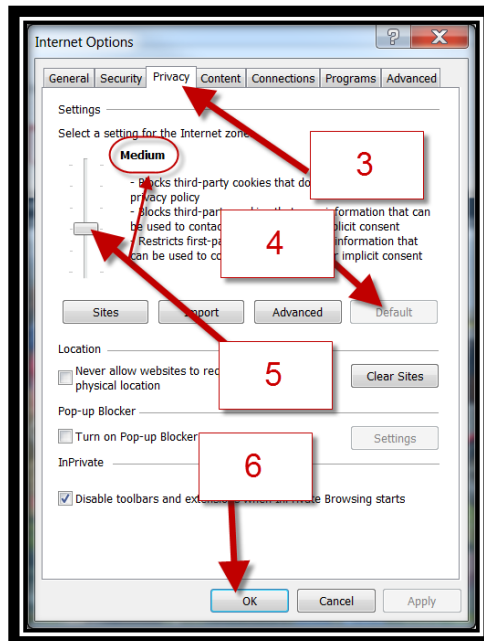 Internet Options
General Security Privacy Content Connections Programs Advanced
Settings
Select a setting for the Internet zone
3
Medium
- Blocks third-party cookies that do
privacy policy
- Blocks third-part information that can
be used to contac plicit consent
4
- Restricts first-pa information that
can be used to co r implicit consent
Sites Import Advanced Default
Location
5
Never allow websites to rec
physical location
Clear Sites
Pop-up Blocker
Turn on Pop-up Blocker
Settings
InPrivate
6
Disable toolbars and extensions when InPrivate Browsing starts
OK Cancel Apply